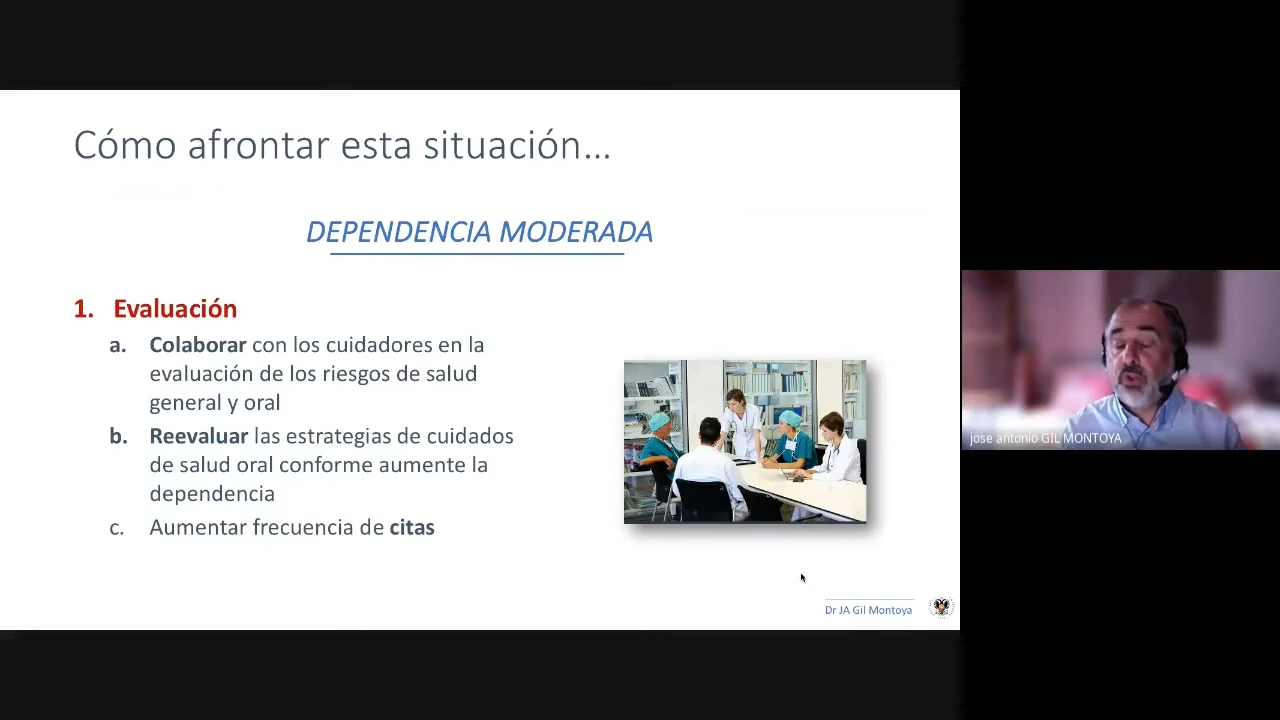 Cómo afrontar esta situación...
DEPENDENCIA MODERADA
1. Evaluación
a. Colaborar con los cuidadores en la
evaluación de los riesgos de salud
general y oral
b. Reevaluar las estrategias de cuidados
de salud oral conforme aumente la
dependencia
c. Aumentar frecuencia de citas
Dr JA Gil Montoya
jose antonio GIL MONTOYA